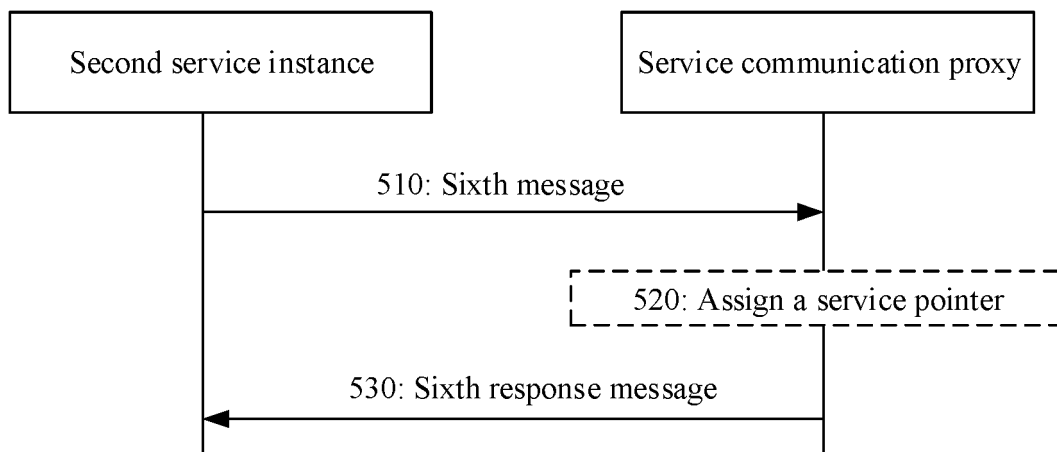 Second service instance
Service communication proxy
510: Sixth message
520: Assign a service pointer
530: Sixth response message